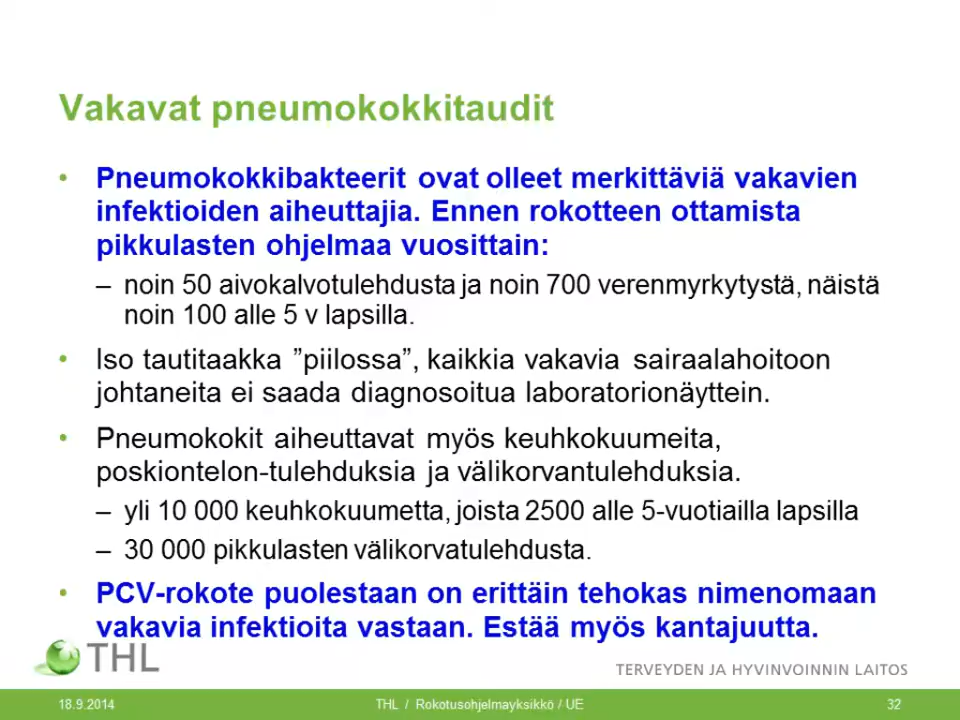 Vakavat pneumokokkitaudit
• Pneumokokkibakteerit ovat olleet merkittäviä vakavien
infektioiden aiheuttajia. Ennen rokotteen ottamista
pikkulasten ohjelmaa vuosittain:
– noin 50 aivokalvotulehdusta ja noin 700 verenmyrkytystä, näistä
noin 100 alle 5 v lapsilla.
• Iso tautitaakka ”piilossa”, kaikkia vakavia sairaalahoitoon
johtaneita ei saada diagnosoitua laboratorionäyttein.
• Pneumokokit aiheuttavat myös keuhkokuumeita,
poskiontelon-tulehduksia ja välikorvantulehduksia.
– yli 10 000 keuhkokuumetta, joista 2500 alle 5-vuotiailla lapsilla
– 30 000 pikkulasten välikorvatulehdusta.
• PCV-rokote puolestaan on erittäin tehokas nimenomaan
vakavia infektioita vastaan. Estää myös kantajuutta.
THL
TERVEYDEN JA HYVINVOINNIN LAITOS
18.9.2014
THL / Rokotusohjelmayksikkö / UE
32